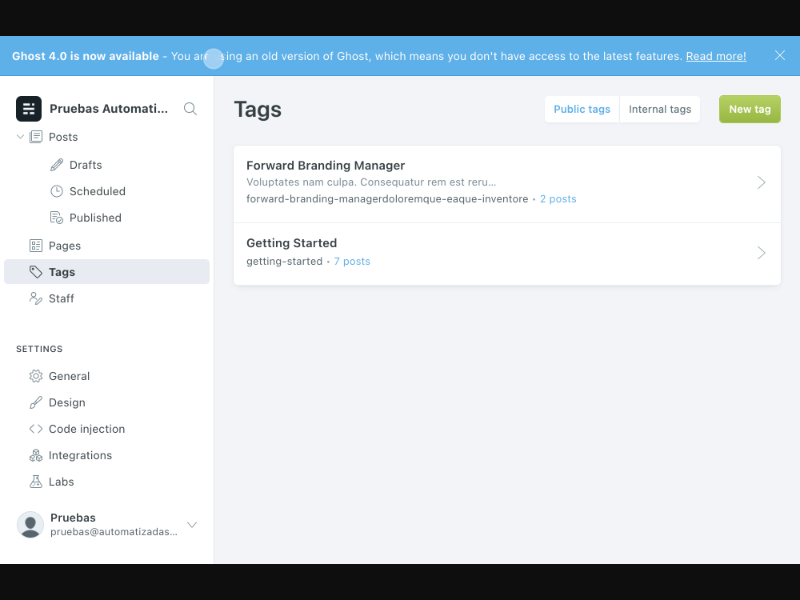 Ghost 4.0 is now available - You are ing an old version of Ghost, which means you don't have access to the latest features. Read more!
Pruebas Automati...
Posts
Drafts
Scheduled
Published
Pages
Tags
Staff
SETTINGS
General
Design
Code injection
Integrations
Labs
Pruebas
pruebas@automatizadas...
Tags
Public tags
Internal tags
New tag
Forward Branding Manager
Voluptates nam culpa. Consequatur rem est reru...
forward-branding-managerdoloremque-eaque-inventore • 2 posts
Getting Started
getting-started • 7 posts